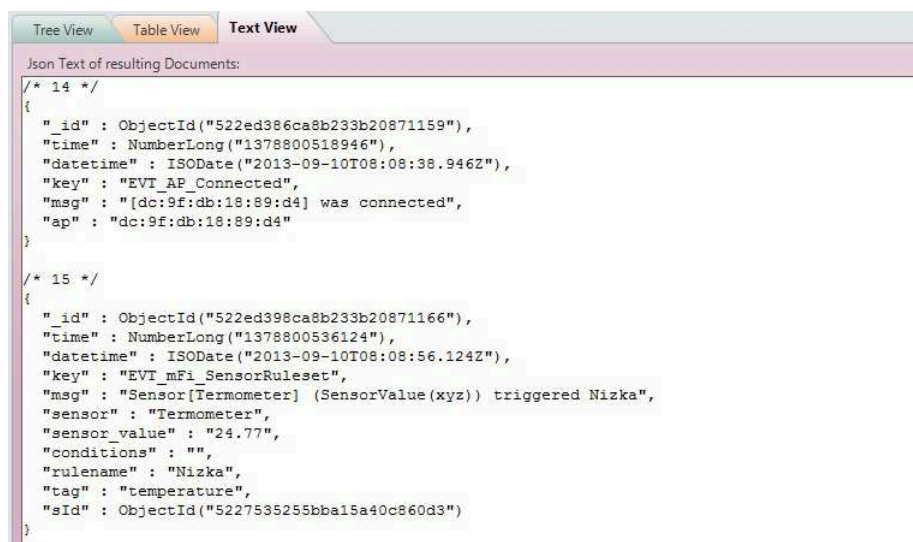 Tree View Table View Text View
Json Text of resulting Documents:
/* 14 */
{
"_id" : ObjectId("522ed386ca8b233b20871159"),
"time" : NumberLong("1378800518946"),
"datetime" : ISODate("2013-09-10T08:08:38.946Z"),
"key" : "EVT_AP_Connected",
"msg" : "[dc:9f:db:18:89:d4] was connected",
"ap" : "dc:9f:db:18:89:d4"
}
/* 15 */
{
"_id" : ObjectId("522ed398ca8b233b20871166"),
"time" : NumberLong("1378800536124"),
"datetime" : ISODate("2013-09-10T08:08:56.124Z"),
"key" : "EVT_mFi_SensorRuleset",
"msg" : "Sensor[Termometer] (SensorValue(xyz)) triggered Nizka",
"sensor" : "Termometer",
"sensor_value" : "24.77",
"conditions" : "",
"rulename" : "Nizka",
"tag" : "temperature",
"sId" : ObjectId("5227535255bba15a40c860d3")
}